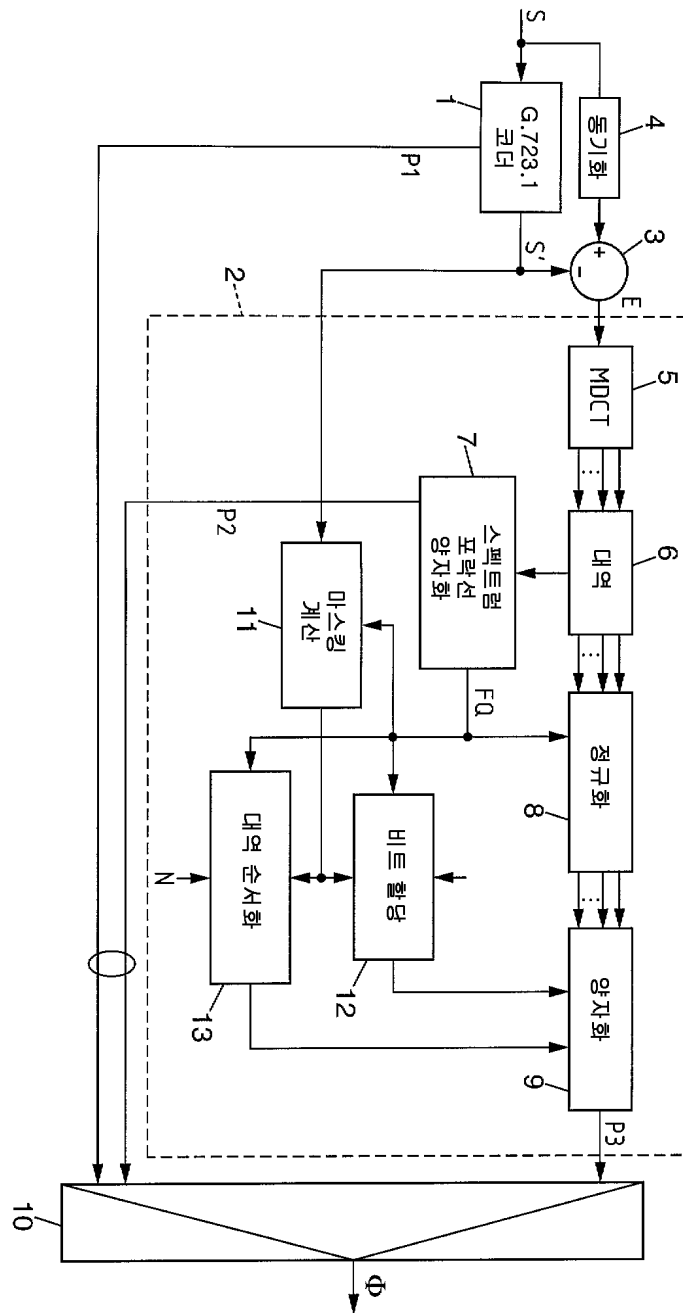 S
4
동기화
3
+
-
E
1
G.723.1
코더
P1
S'
2
5
MDCT
...
6
대역
...
7
스펙트럼
포락선
양자화
P2
FQ
8
정규화
...
9
양자화
P3
11
마스킹
계산
12
비트 할당
13
대역 순서화
N
10
Φ